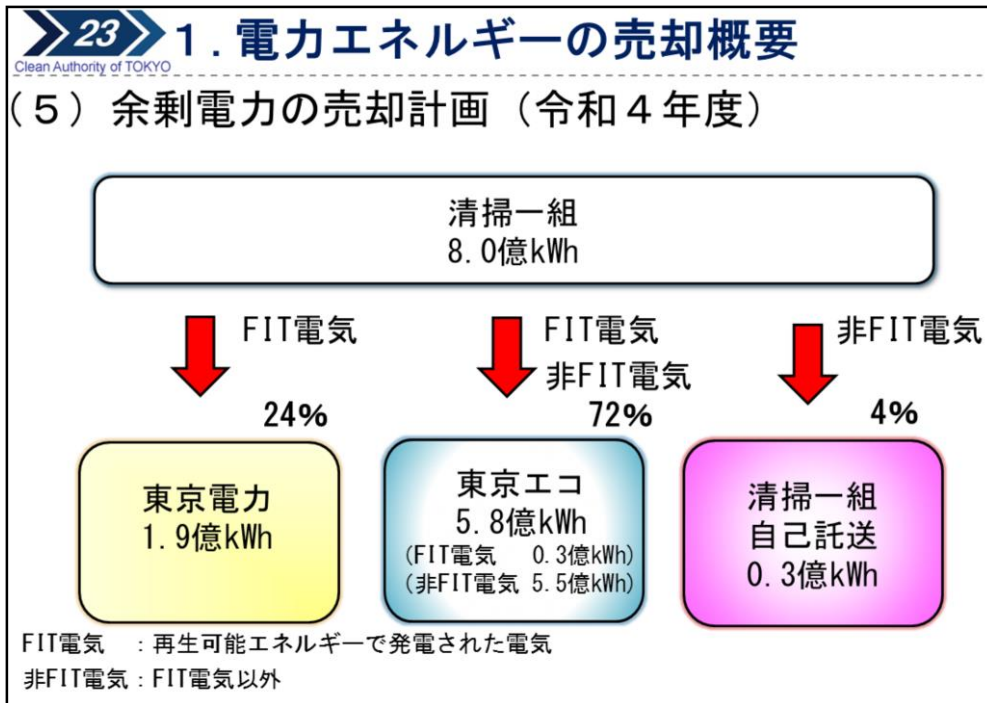 23
Clean Authority of TOKYO
１．電力エネルギーの売却概要
（５）余剰電力の売却計画（令和４年度）
清掃一組
8.0億kWh
FIT電気
FIT電気
非FIT電気
非FIT電気
24%
72%
4%
東京電力
1.9億kWh
東京エコ
5.8億kWh
(FIT電気　0.3億kWh)
(非FIT電気 5.5億kWh)
清掃一組
自己託送
0.3億kWh
FIT電気　：再生可能エネルギーで発電された電気
非FIT電気：FIT電気以外